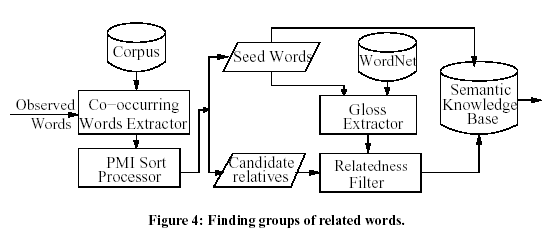 Corpus
Observed
Words
Co-occurring
Words Extractor
PMI Sort
Processor
Seed Words
Candidate
relatives
WordNet
Gloss
Extractor
Relatedness
Filter
Semantic
Knowledge
Base
Figure 4: Finding groups of related words.